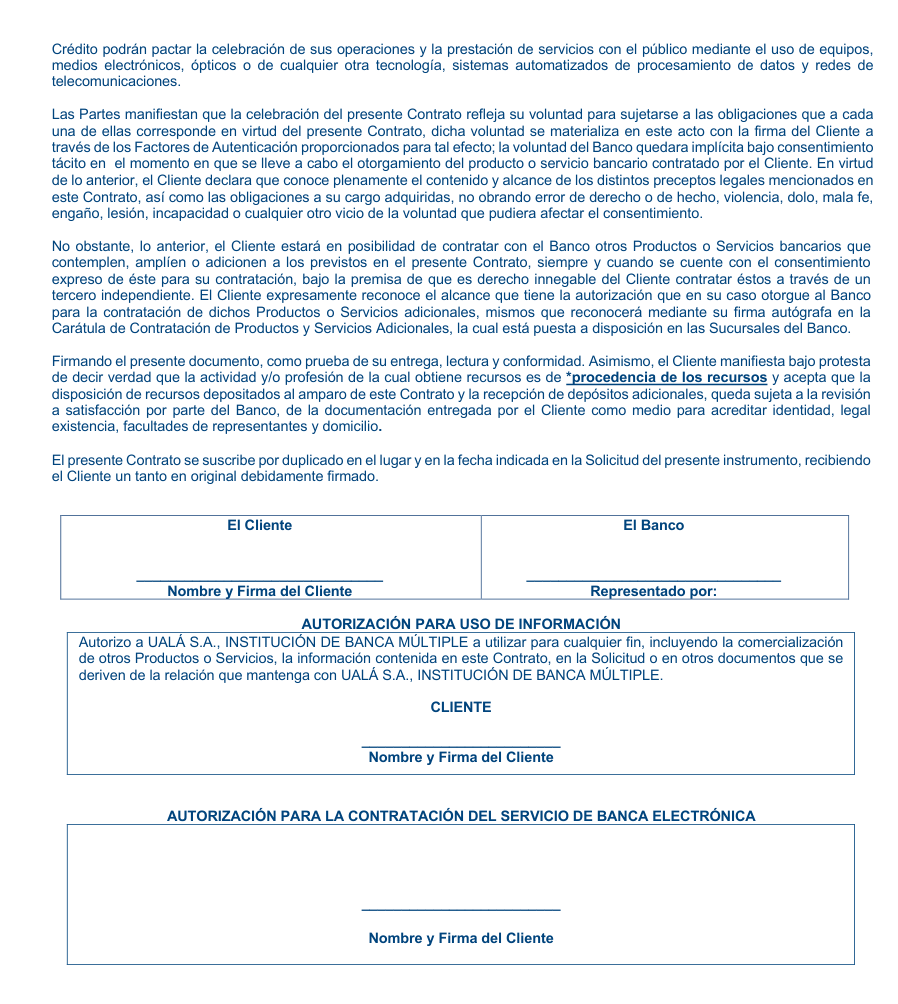 Crédito podrán pactar la celebración de sus operaciones y la prestación de servicios con el público mediante el uso de equipos,
medios electrónicos, ópticos o de cualquier otra tecnología, sistemas automatizados de procesamiento de datos y redes de
telecomunicaciones.
Las Partes manifiestan que la celebración del presente Contrato refleja su voluntad para sujetarse a las obligaciones que a cada
una de ellas corresponde en virtud del presente Contrato, dicha voluntad se materializa en este acto con la firma del Cliente a
través de los Factores de Autenticación proporcionados para tal efecto; la voluntad del Banco quedara implícita bajo consentimiento
tácito en  el momento en que se lleve a cabo el otorgamiento del producto o servicio bancario contratado por el Cliente. En virtud
de lo anterior, el Cliente declara que conoce plenamente el contenido y alcance de los distintos preceptos legales mencionados en
este Contrato, así como las obligaciones a su cargo adquiridas, no obrando error de derecho o de hecho, violencia, dolo, mala fe,
engaño, lesión, incapacidad o cualquier otro vicio de la voluntad que pudiera afectar el consentimiento.
No obstante, lo anterior, el Cliente estará en posibilidad de contratar con el Banco otros Productos o Servicios bancarios que
contemplen, amplíen o adicionen a los previstos en el presente Contrato, siempre y cuando se cuente con el consentimiento
expreso de éste para su contratación, bajo la premisa de que es derecho innegable del Cliente contratar éstos a través de un
tercero independiente. El Cliente expresamente reconoce el alcance que tiene la autorización que en su caso otorgue al Banco
para la contratación de dichos Productos o Servicios adicionales, mismos que reconocerá mediante su firma autógrafa en la
Carátula de Contratación de Productos y Servicios Adicionales, la cual está puesta a disposición en las Sucursales del Banco.
Firmando el presente documento, como prueba de su entrega, lectura y conformidad. Asimismo, el Cliente manifiesta bajo protesta
de decir verdad que la actividad y/o profesión de la cual obtiene recursos es de *procedencia de los recursos y acepta que la
disposición de recursos depositados al amparo de este Contrato y la recepción de depósitos adicionales, queda sujeta a la revisión
a satisfacción por parte del Banco, de la documentación entregada por el Cliente como medio para acreditar identidad, legal
existencia, facultades de representantes y domicilio.
El presente Contrato se suscribe por duplicado en el lugar y en la fecha indicada en la Solicitud del presente instrumento, recibiendo
el Cliente un tanto en original debidamente firmado.
El Cliente
Nombre y Firma del Cliente
El Banco
Representado por:
AUTORIZACIÓN PARA USO DE INFORMACIÓN
Autorizo a UALÁ S.A., INSTITUCIÓN DE BANCA MÚLTIPLE a utilizar para cualquier fin, incluyendo la comercialización
de otros Productos o Servicios, la información contenida en este Contrato, en la Solicitud o en otros documentos que se
deriven de la relación que mantenga con UALÁ S.A., INSTITUCIÓN DE BANCA MÚLTIPLE.
CLIENTE
Nombre y Firma del Cliente
AUTORIZACIÓN PARA LA CONTRATACIÓN DEL SERVICIO DE BANCA ELECTRÓNICA
Nombre y Firma del Cliente